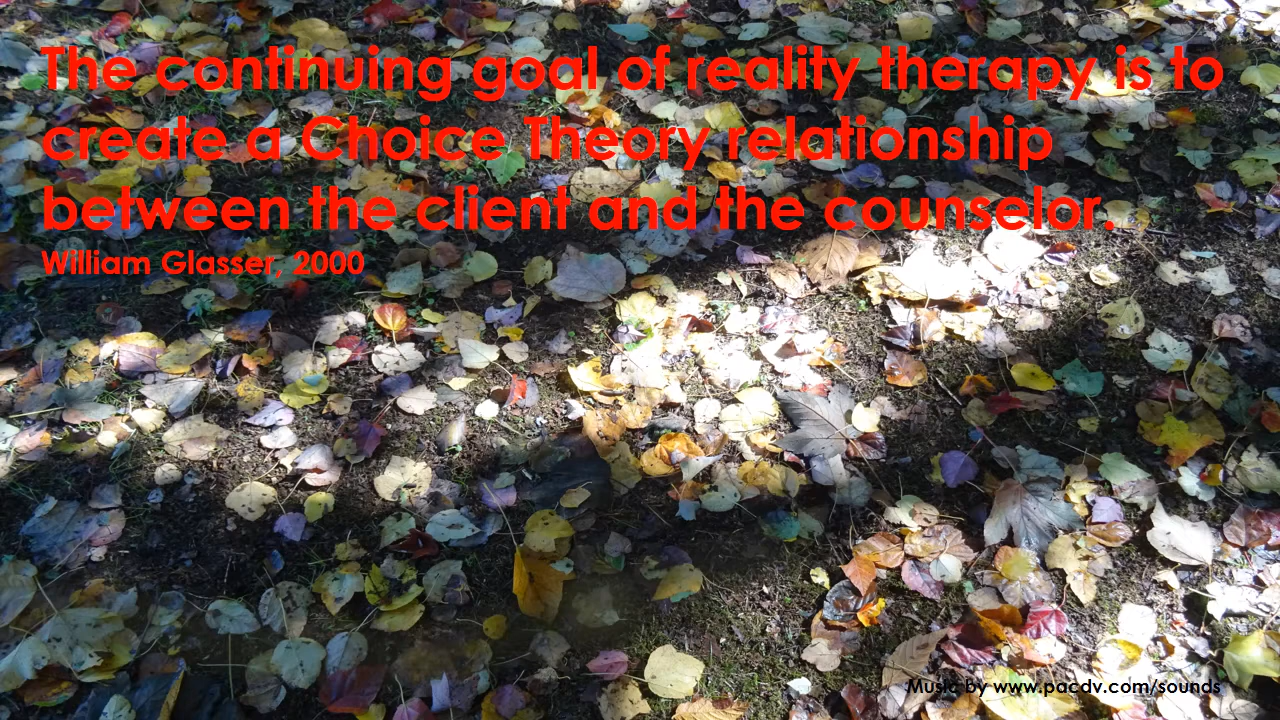 The continuing goal of reality therapy is to
create a Choice Theory relationship
between the client and the counselor.
William Glasser, 2000
Music by www.pacdv.com/sounds